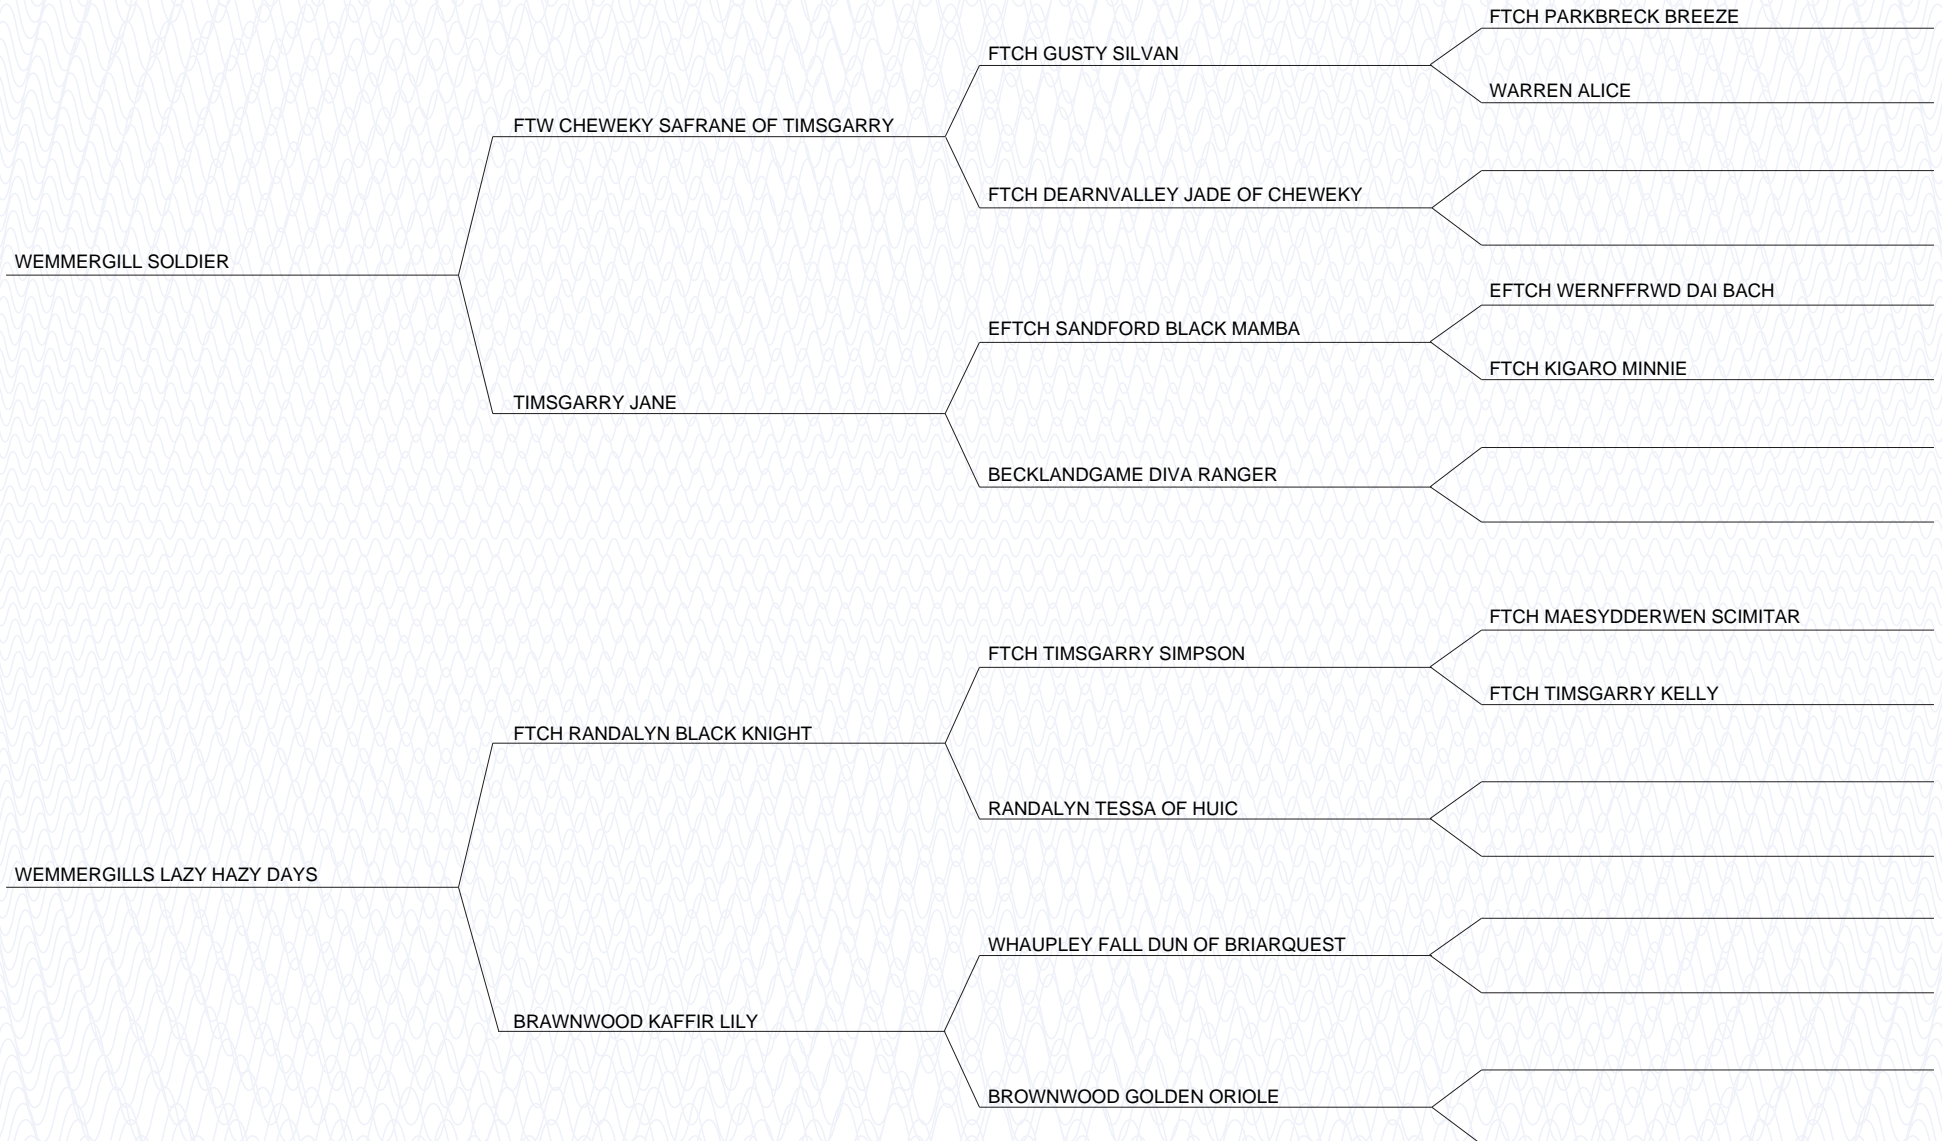 FTCH PARKBRECK BREEZE
FTCH GUSTY SILVAN
WARREN ALICE
FTW CHEWEKY SAFRANE OF TIMSGARRY
FTCH DEARNVALLEY JADE OF CHEWEKY
WEMMERGILL SOLDIER
EFTCH WERNFFRWD DAI BACH
EFTCH SANDFORD BLACK MAMBA
FTCH KIGARO MINNIE
TIMSGARRY JANE
BECKLANDGAME DIVA RANGER
FTCH MAESYDDERWEN SCIMITAR
FTCH TIMSGARRY SIMPSON
FTCH TIMSGARRY KELLY
FTCH RANDALYN BLACK KNIGHT
RANDALYN TESSA OF HUIC
WEMMERGILLS LAZY HAZY DAYS
WHAUPLEY FALL DUN OF BRIARQUEST
BRAWNWOOD KAFFIR LILY
BROWNWOOD GOLDEN ORIOLE